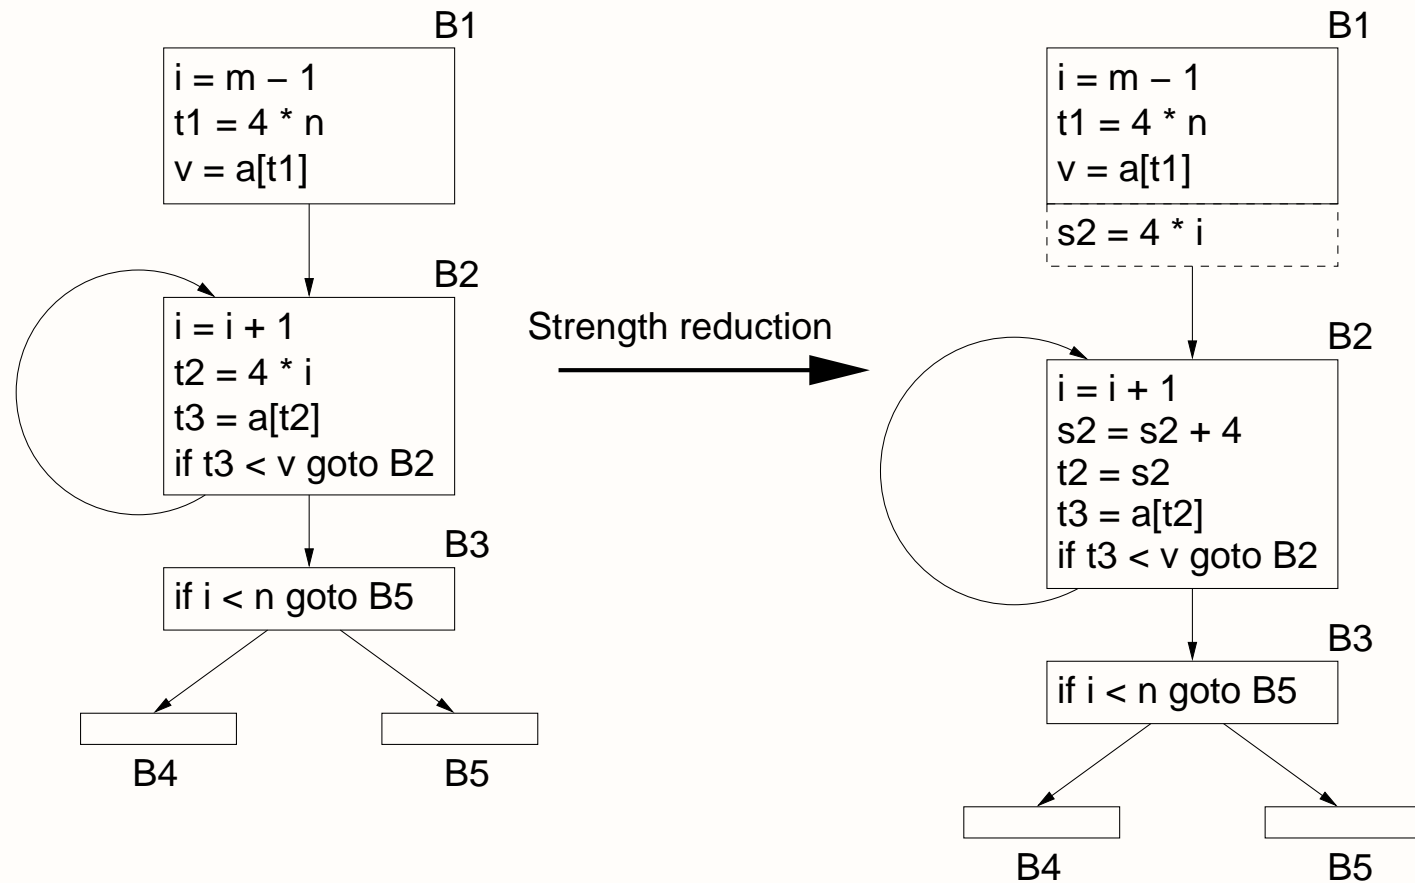 B1
i = m – 1
t1 = 4 * n
v = a[t1]
B2
i = i + 1
t2 = 4 * i
t3 = a[t2]
if t3 < v goto B2
B3
if i < n goto B5
B4
B5
Strength reduction
B1
i = m – 1
t1 = 4 * n
v = a[t1]
s2 = 4 * i
B2
i = i + 1
s2 = s2 + 4
t2 = s2
t3 = a[t2]
if t3 < v goto B2
B3
if i < n goto B5
B4
B5